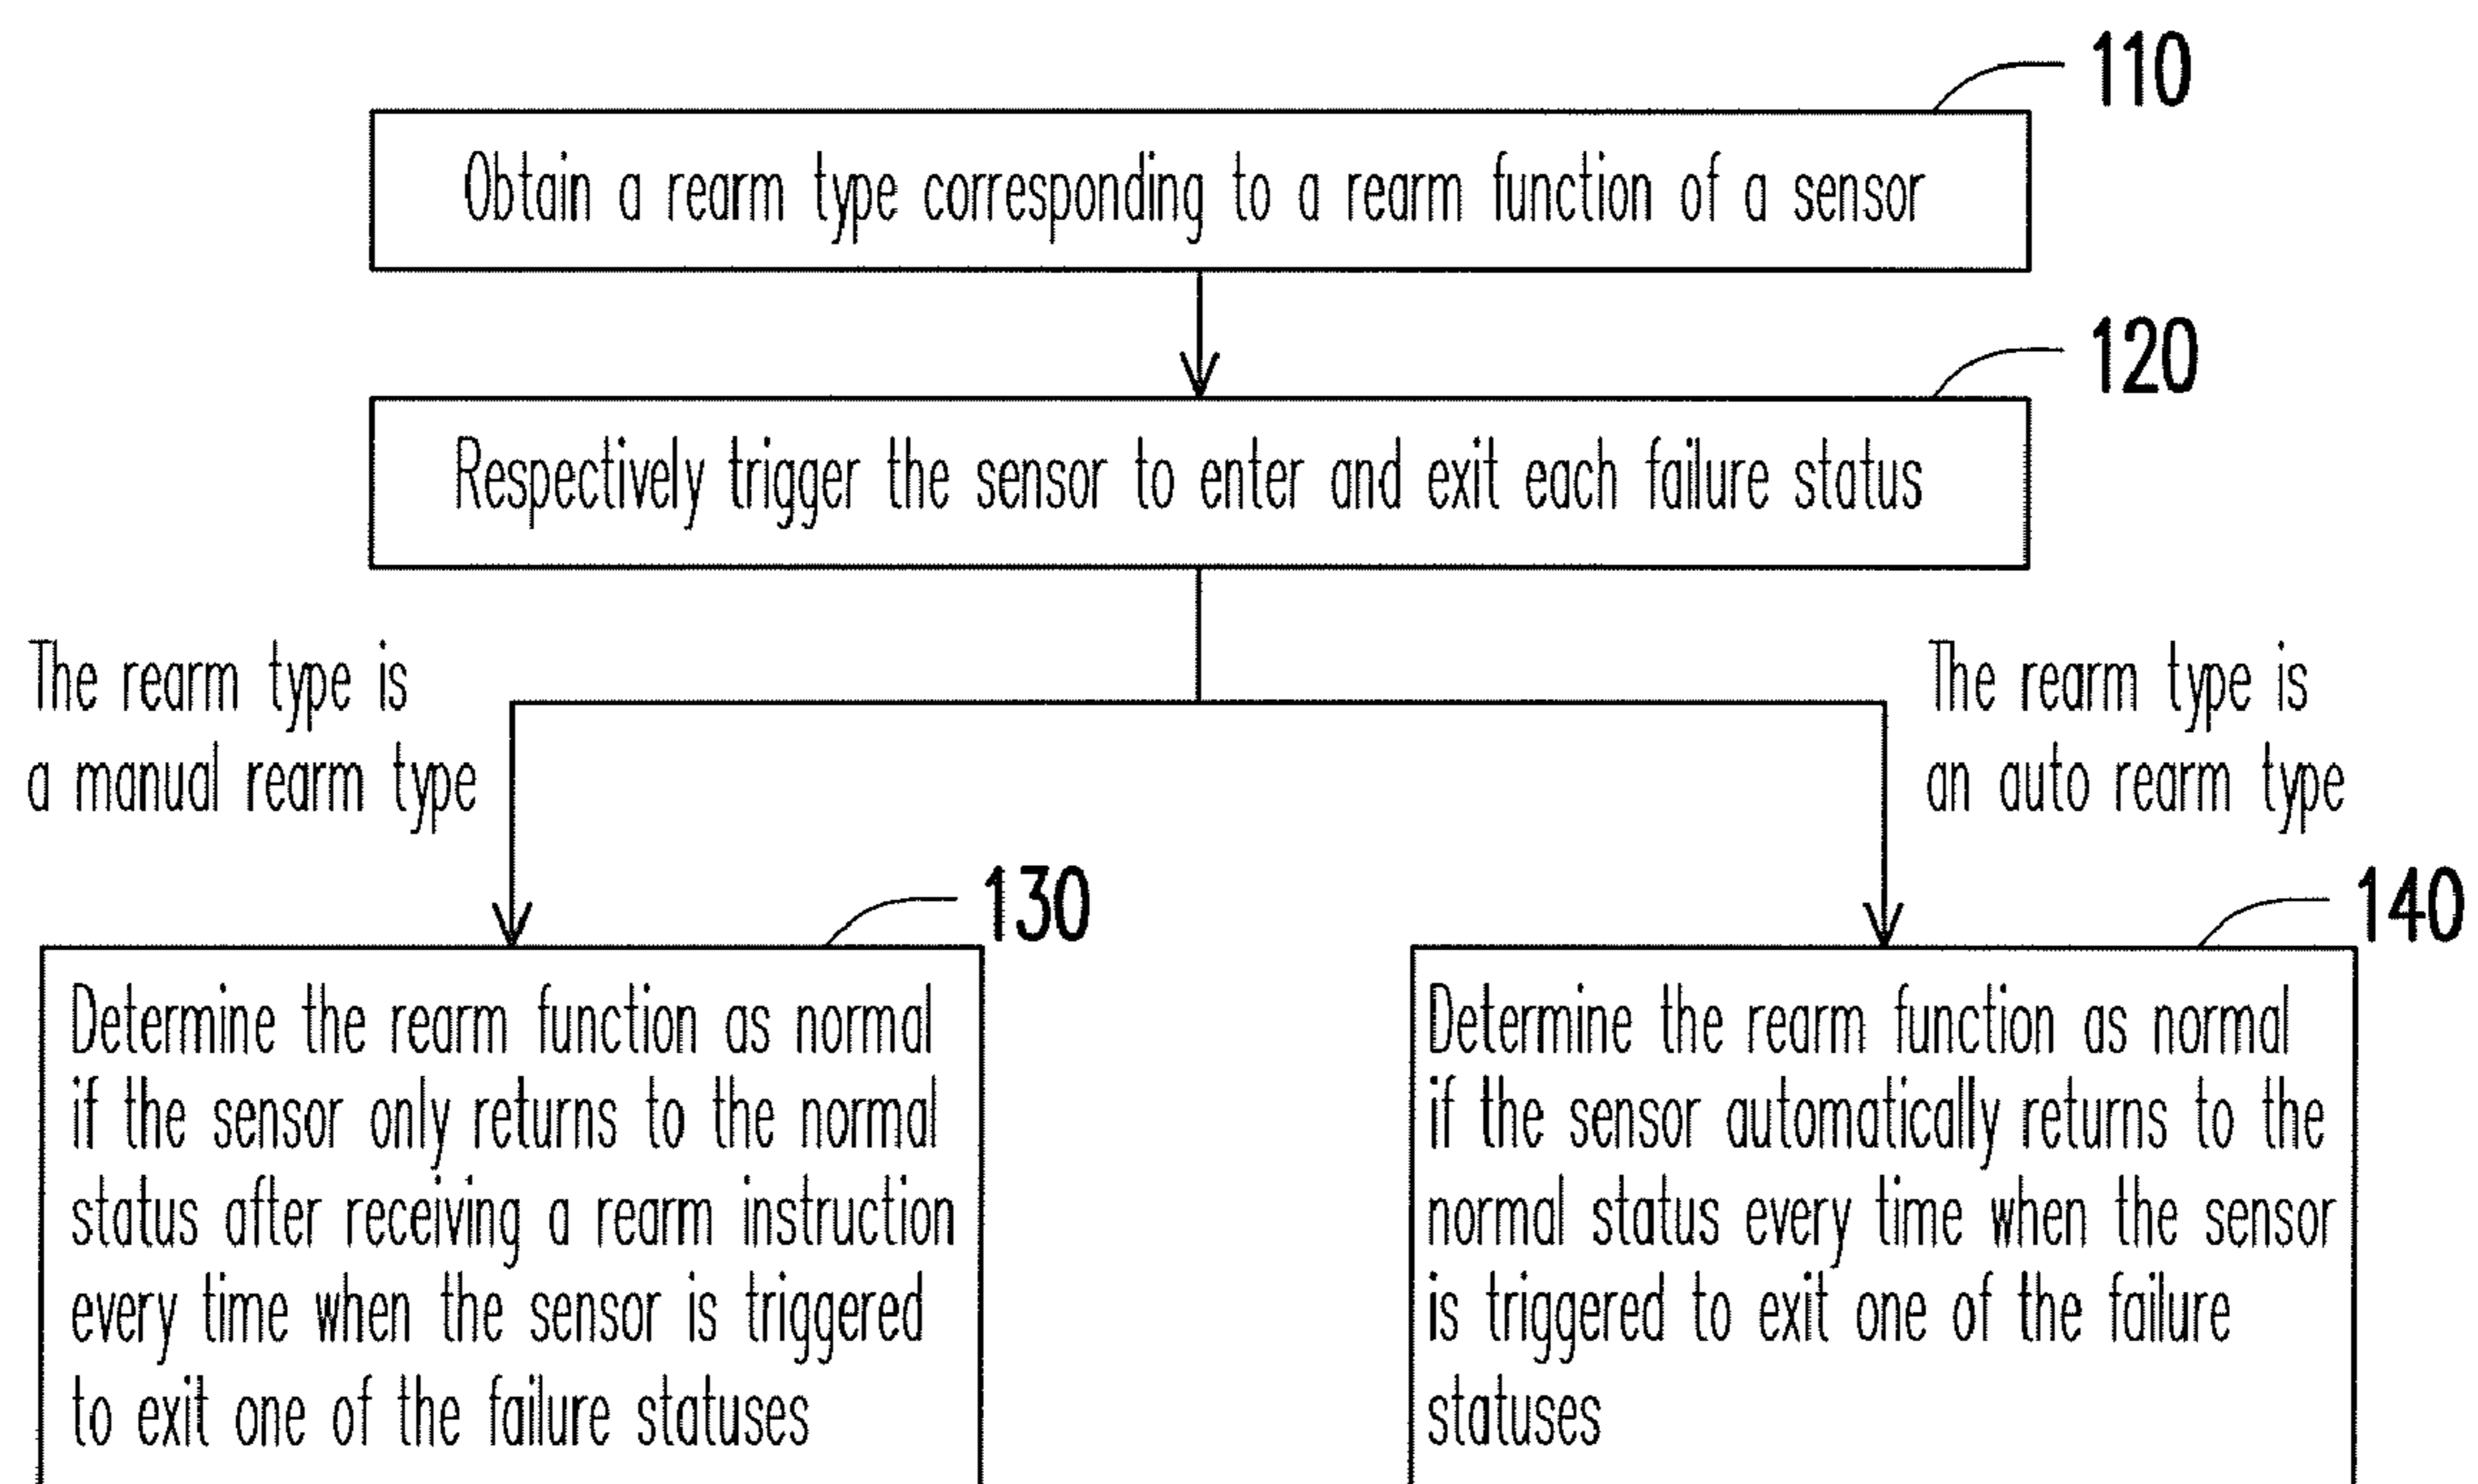 110
Obtain a rearm type corresponding to a rearm function of a sensor
120
Respectively trigger the sensor to enter and exit each failure status
The rearm type is
a manual rearm type
The rearm type is
an auto rearm type
130
Determine the rearm function as normal
if the sensor only returns to the normal
status after receiving a rearm instruction
every time when the sensor is triggered
to exit one of the failure statuses
140
Determine the rearm function as normal
if the sensor automatically returns to the
normal status every time when the sensor
is triggered to exit one of the failure
statuses